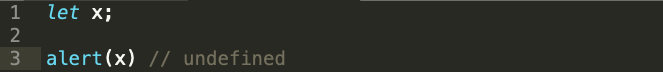 1 let x;
2
3 alert(x) // undefined